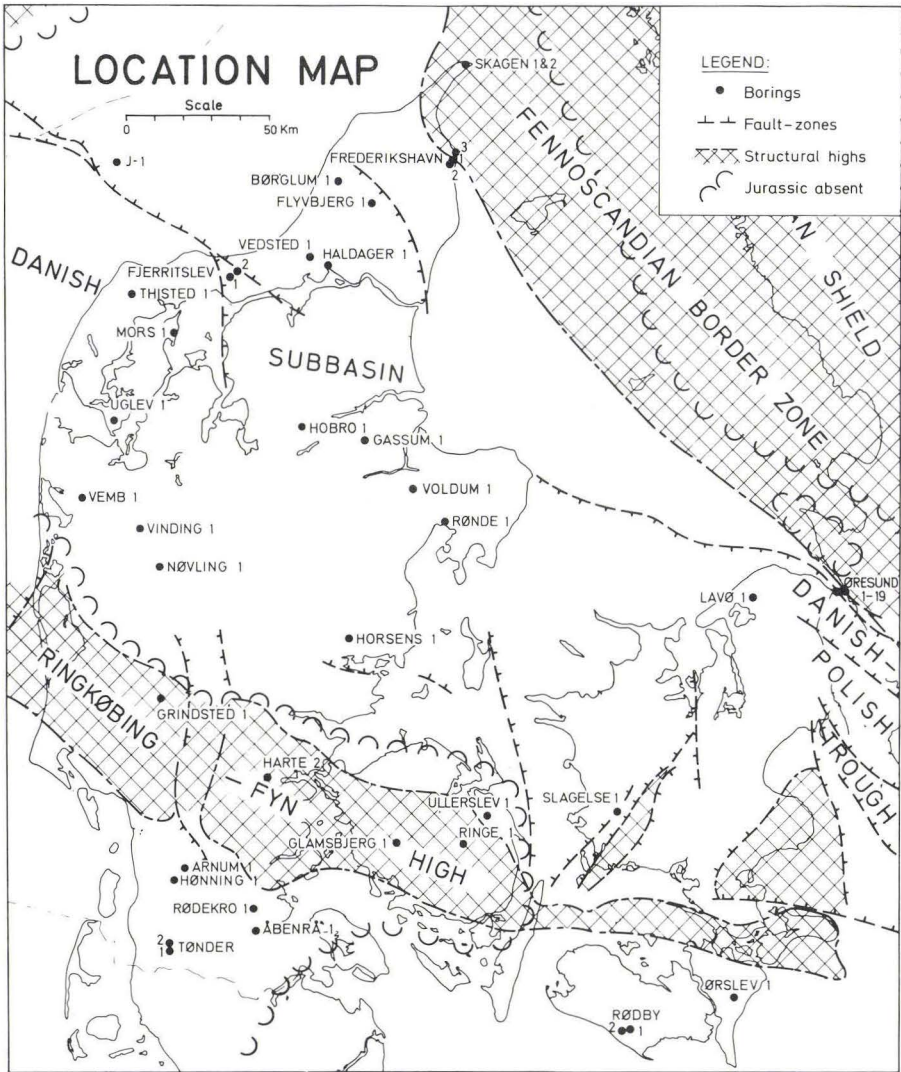 LOCATION MAP
Scale
0 50 Km
LEGEND:
Borings
Fault-zones
Structural highs
Jurassic absent
SKAGEN 1&2
J-1
FREDERIKSHAVN
3
1
2
BØRGLUM 1
FLYVBJERG 1
FENNOSCANDIAN BORDER ZONE
SHIELD
VEDSTED 1
HALDAGER 1
DANISH
FJERRITSLEV
2
1
THISTED 1
MORS 1
SUBBASIN
UGLEV 1
HOBRO 1
GASSUM 1
VEMB 1
VOLDUM 1
VINDING 1
RØNDE 1
NØVLING 1
LAVØ 1
ØRESUND
1-19
DANISH-
POLISH
TROUGH
HORSENS 1
RINGKØBING
GRINDSTED 1
HARTE 2
FYN
ULLERSLEV 1
SLAGELSE 1
GLAMSBJERG 1
RINGE 1
HIGH
ARNUM 1
HØNNING 1
RØDEKRO 1
ÅBENRÅ 1
2
1
TØNDER
ØRSLEV 1
RØDBY
2 1